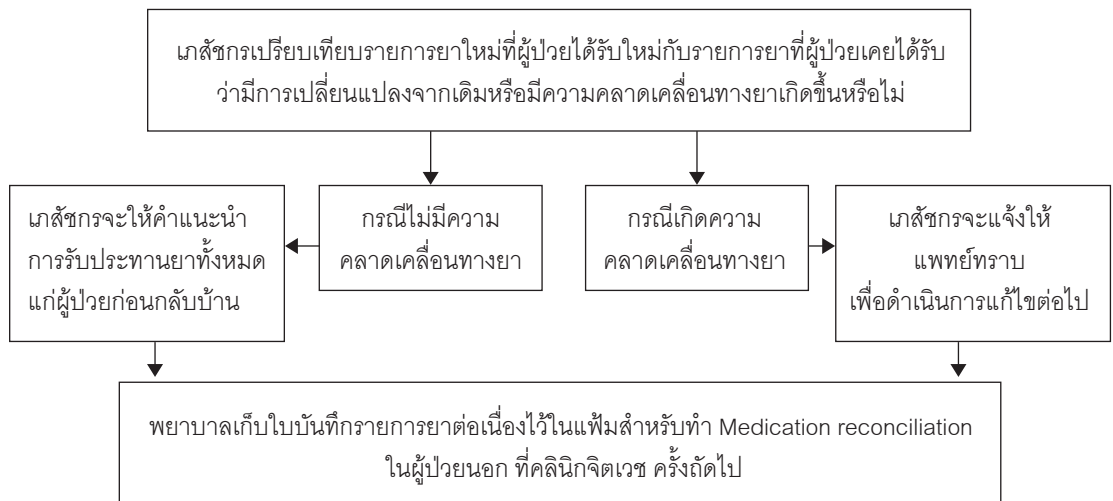 เภสัชกรเปรียบเทียบรายการยาใหม่ที่ผู้ป่วยได้รับใหม่กับรายการยาที่ผู้ป่วยเคยได้รับ
ว่ามีการเปลี่ยนแปลงจากเดิมหรือมีความคลาดเคลื่อนทางยาเกิดขึ้นหรือไม่
เภสัชกรจะให้คำแนะนำ
การรับประทานยาทั้งหมด
แก่ผู้ป่วยก่อนกลับบ้าน
กรณีไม่มีความ
คลาดเคลื่อนทางยา
กรณีเกิดความ
คลาดเคลื่อนทางยา
เภสัชกรจะแจ้งให้
แพทย์ทราบ
เพื่อดำเนินการแก้ไขต่อไป
พยาบาลเก็บใบบันทึกรายการยาต่อเนื่องไว้ในแฟ้มสำหรับทำ Medication reconciliation
ในผู้ป่วยนอก ที่คลินิกจิตเวช ครั้งถัดไป